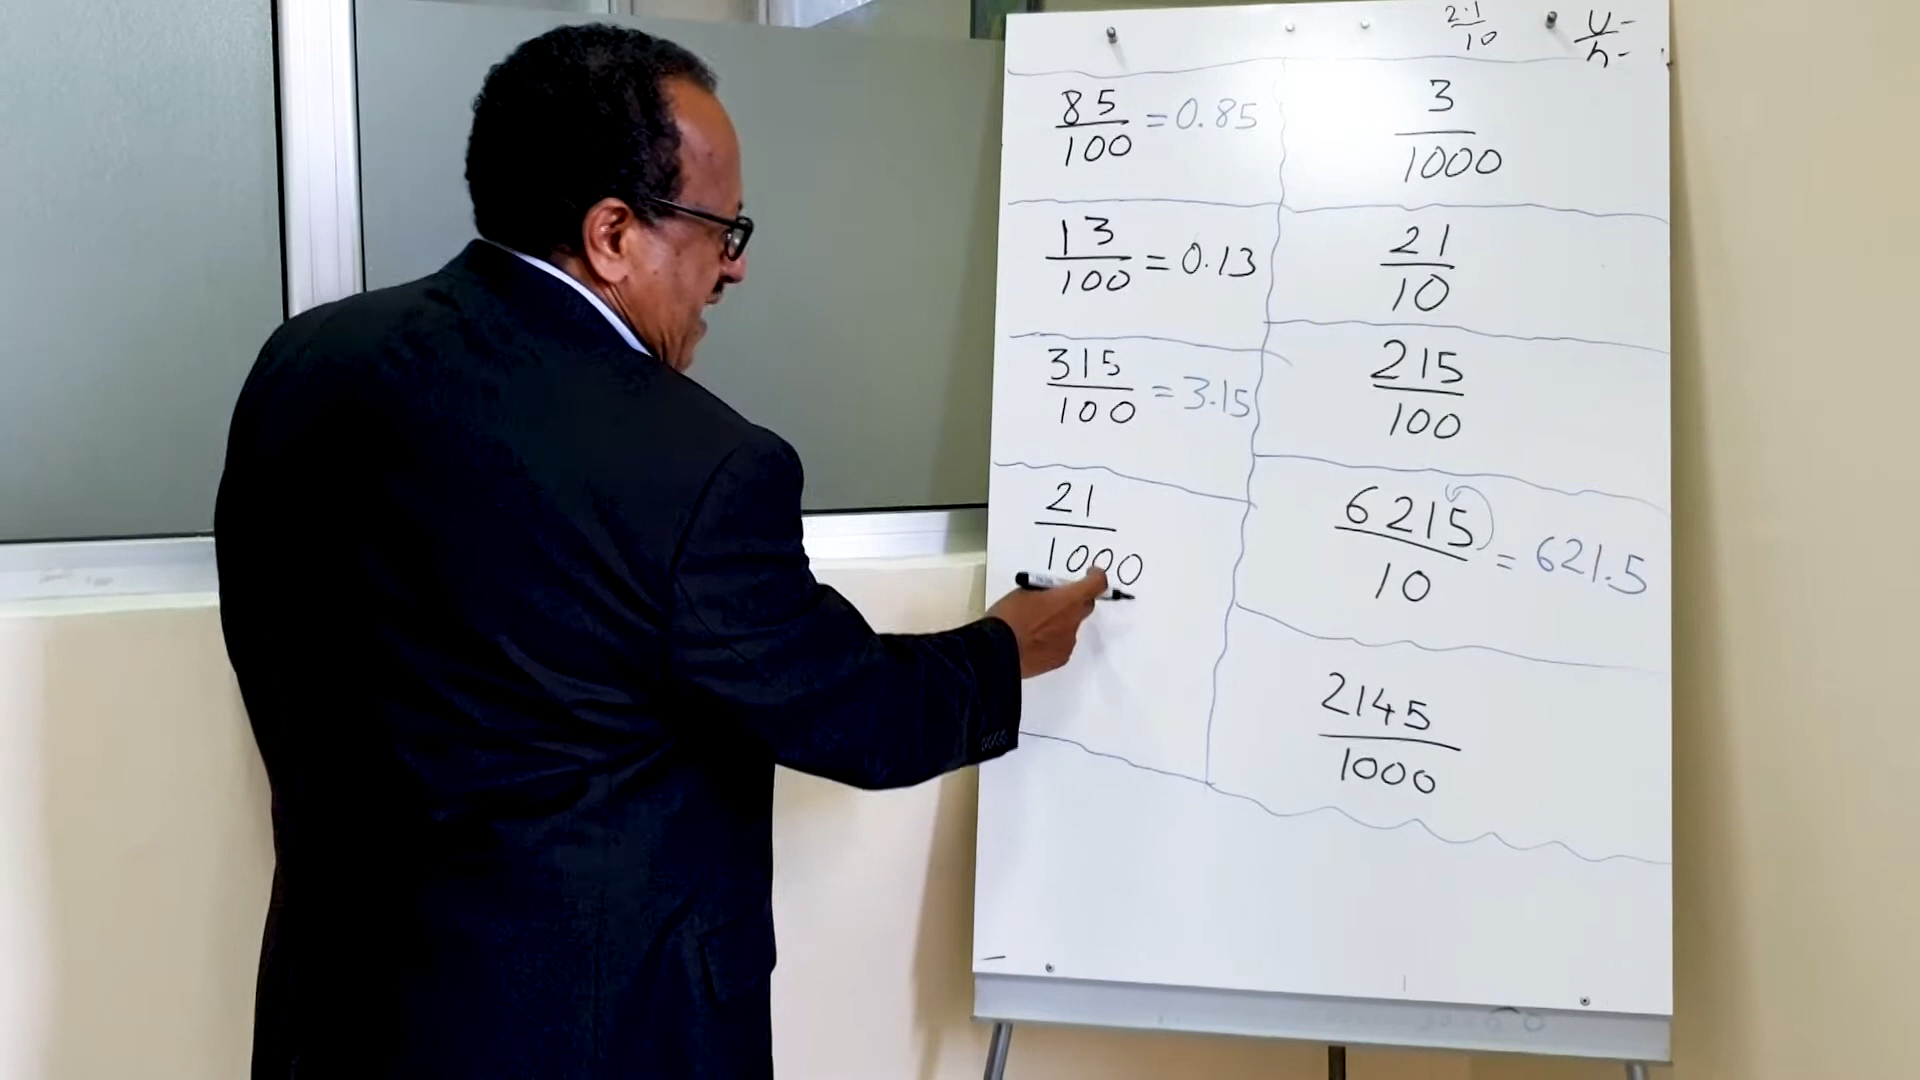 2.1/10
85/100 = 0.85
13/100 = 0.13
315/100 = 3.15
21/1000
3/1000
21/10
215/100
6215/10 = 621.5
2145/1000